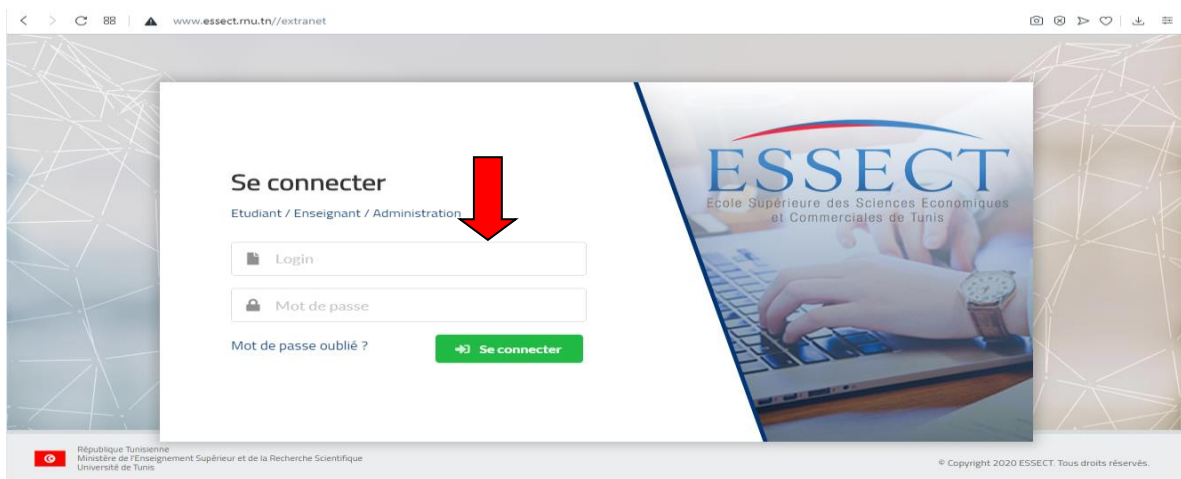 www.essect.rnu.tn//extranet
ESSECT
Ecole Supérieure des Sciences Economiques
et Commerciales de Tunis
Se connecter
Etudiant / Enseignant / Administration
Login
Mot de passe
Mot de passe oublié ?
Se connecter
République Tunisienne
Ministère de l'Enseignement Supérieur et de la Recherche Scientifique
Université de Tunis
© Copyright 2020 ESSECT. Tous droits réservés.